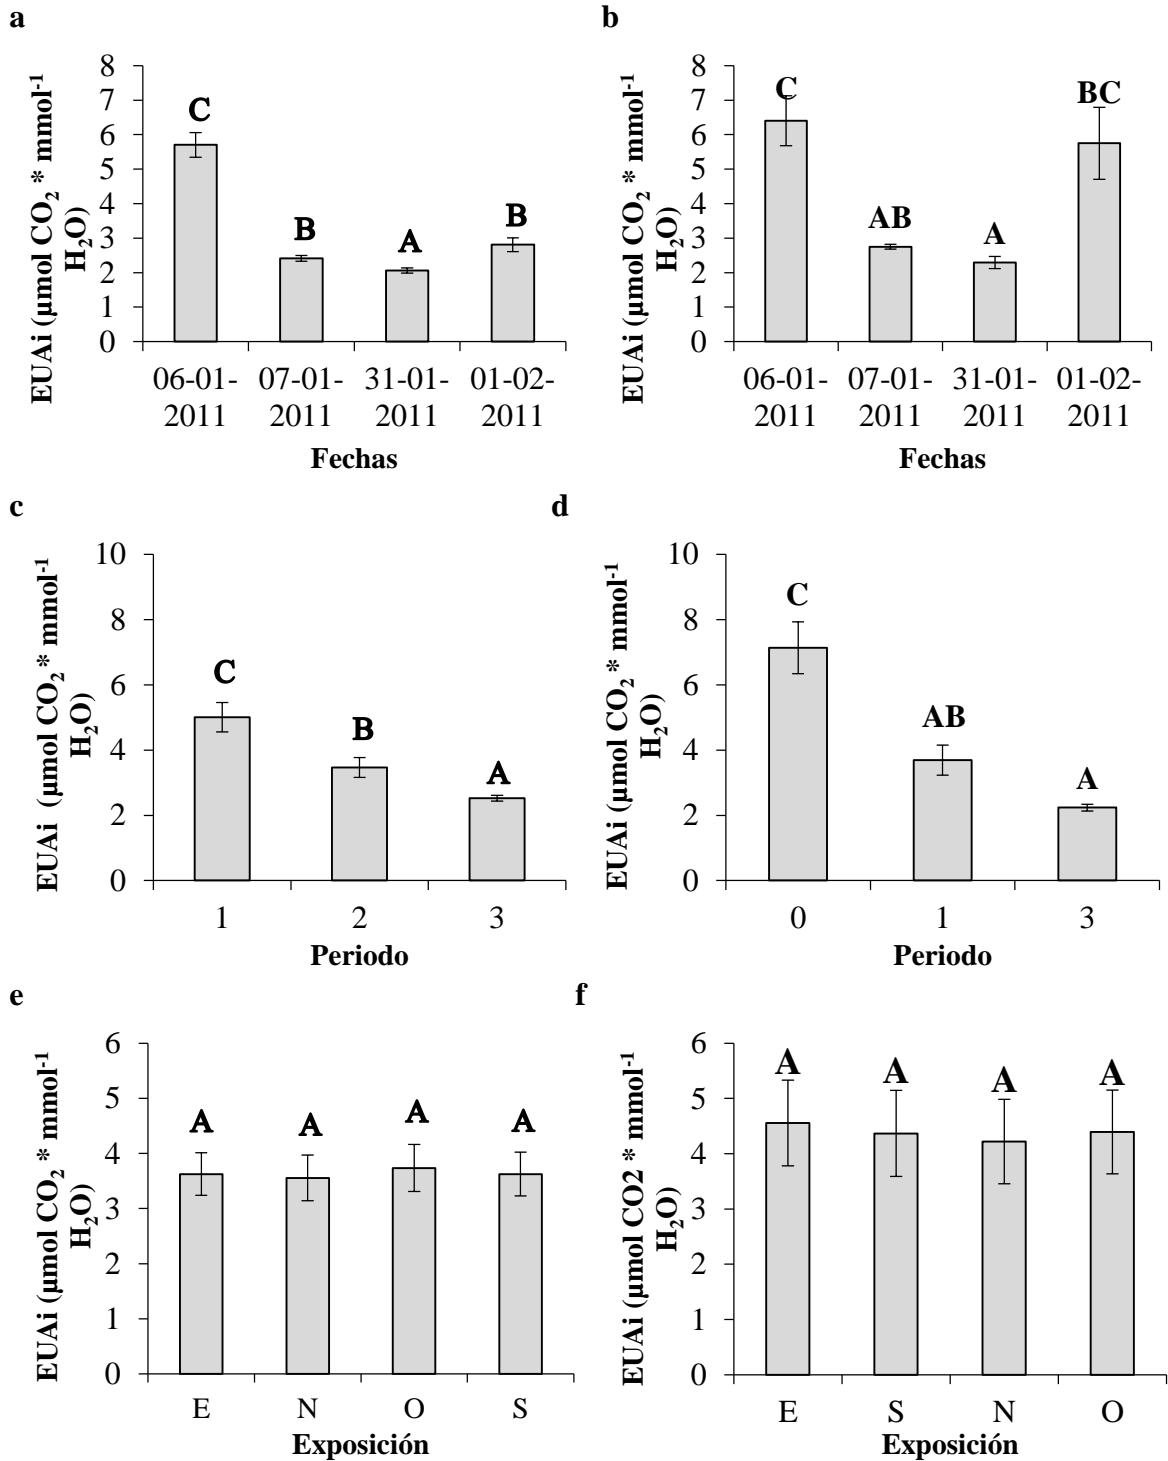 a
EUAi (µmol CO₂ * mmol⁻¹
H₂O)
8
7
6
5
4
3
2
1
0
C
B
A
B
06-01-
2011
07-01-
2011
31-01-
2011
01-02-
2011
Fechas
b
EUAi (µmol CO₂ * mmol⁻¹
H₂O)
8
7
6
5
4
3
2
1
0
C
AB
A
BC
06-01-
2011
07-01-
2011
31-01-
2011
01-02-
2011
Fechas
c
EUAi (µmol CO₂ * mmol⁻¹
H₂O)
10
8
6
4
2
0
C
B
A
1
2
3
Periodo
d
EUAi (µmol CO₂ * mmol⁻¹
H₂O)
10
8
6
4
2
0
C
AB
A
0
1
3
Periodo
e
EUAi (µmol CO₂ * mmol⁻¹
H₂O)
6
5
4
3
2
1
0
A
A
A
A
E
N
O
S
Exposición
f
EUAi (µmol CO2 * mmol⁻¹
H₂O)
6
5
4
3
2
1
0
A
A
A
A
E
S
N
O
Exposición